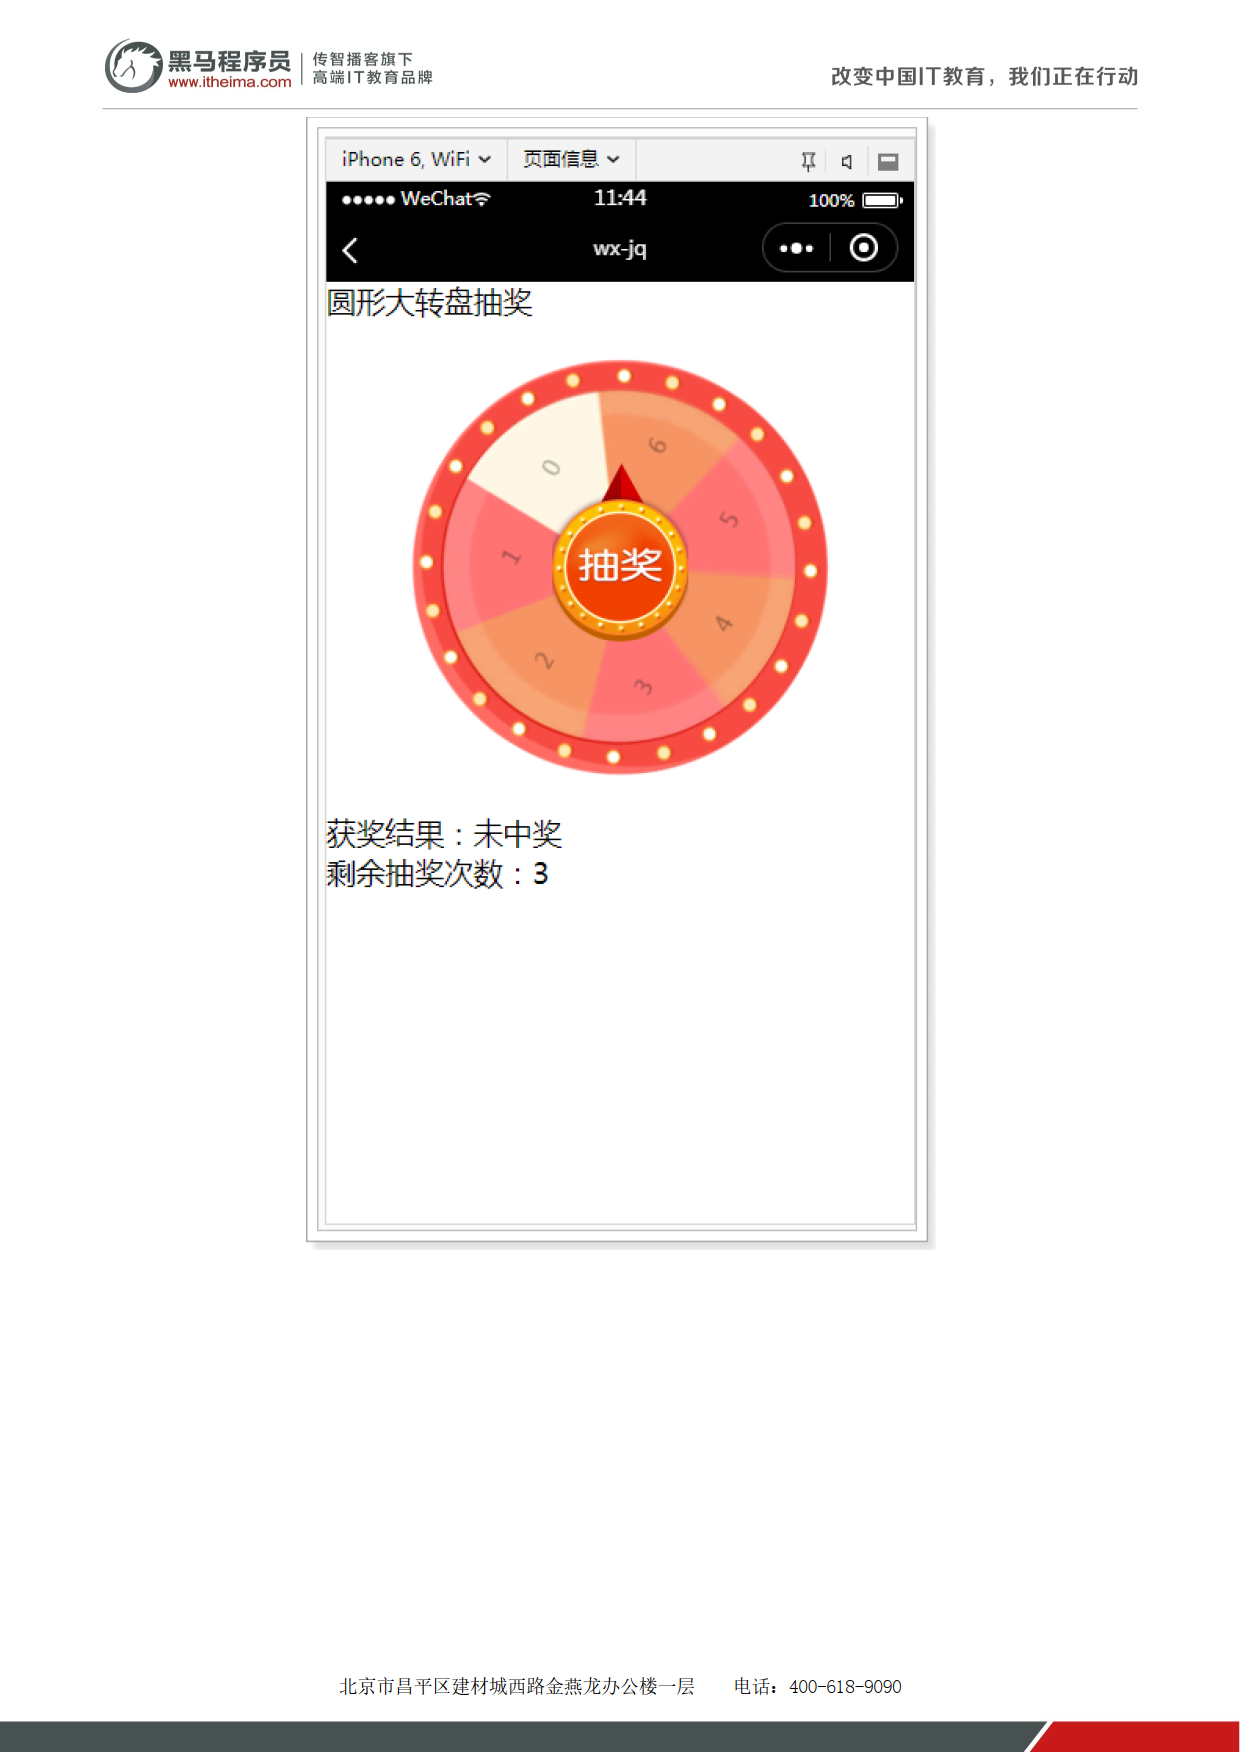 黑马程序员
www.itheima.com
传智播客旗下
高端IT教育品牌
改变中国IT教育，我们正在行动
iPhone 6, WiFi
页面信息
WeChat
11:44
100%
wx-jq
圆形大转盘抽奖
0
6
5
1
抽奖
4
2
3
获奖结果：未中奖
剩余抽奖次数：3
北京市昌平区建材城西路金燕龙办公楼一层 电话：400-618-9090